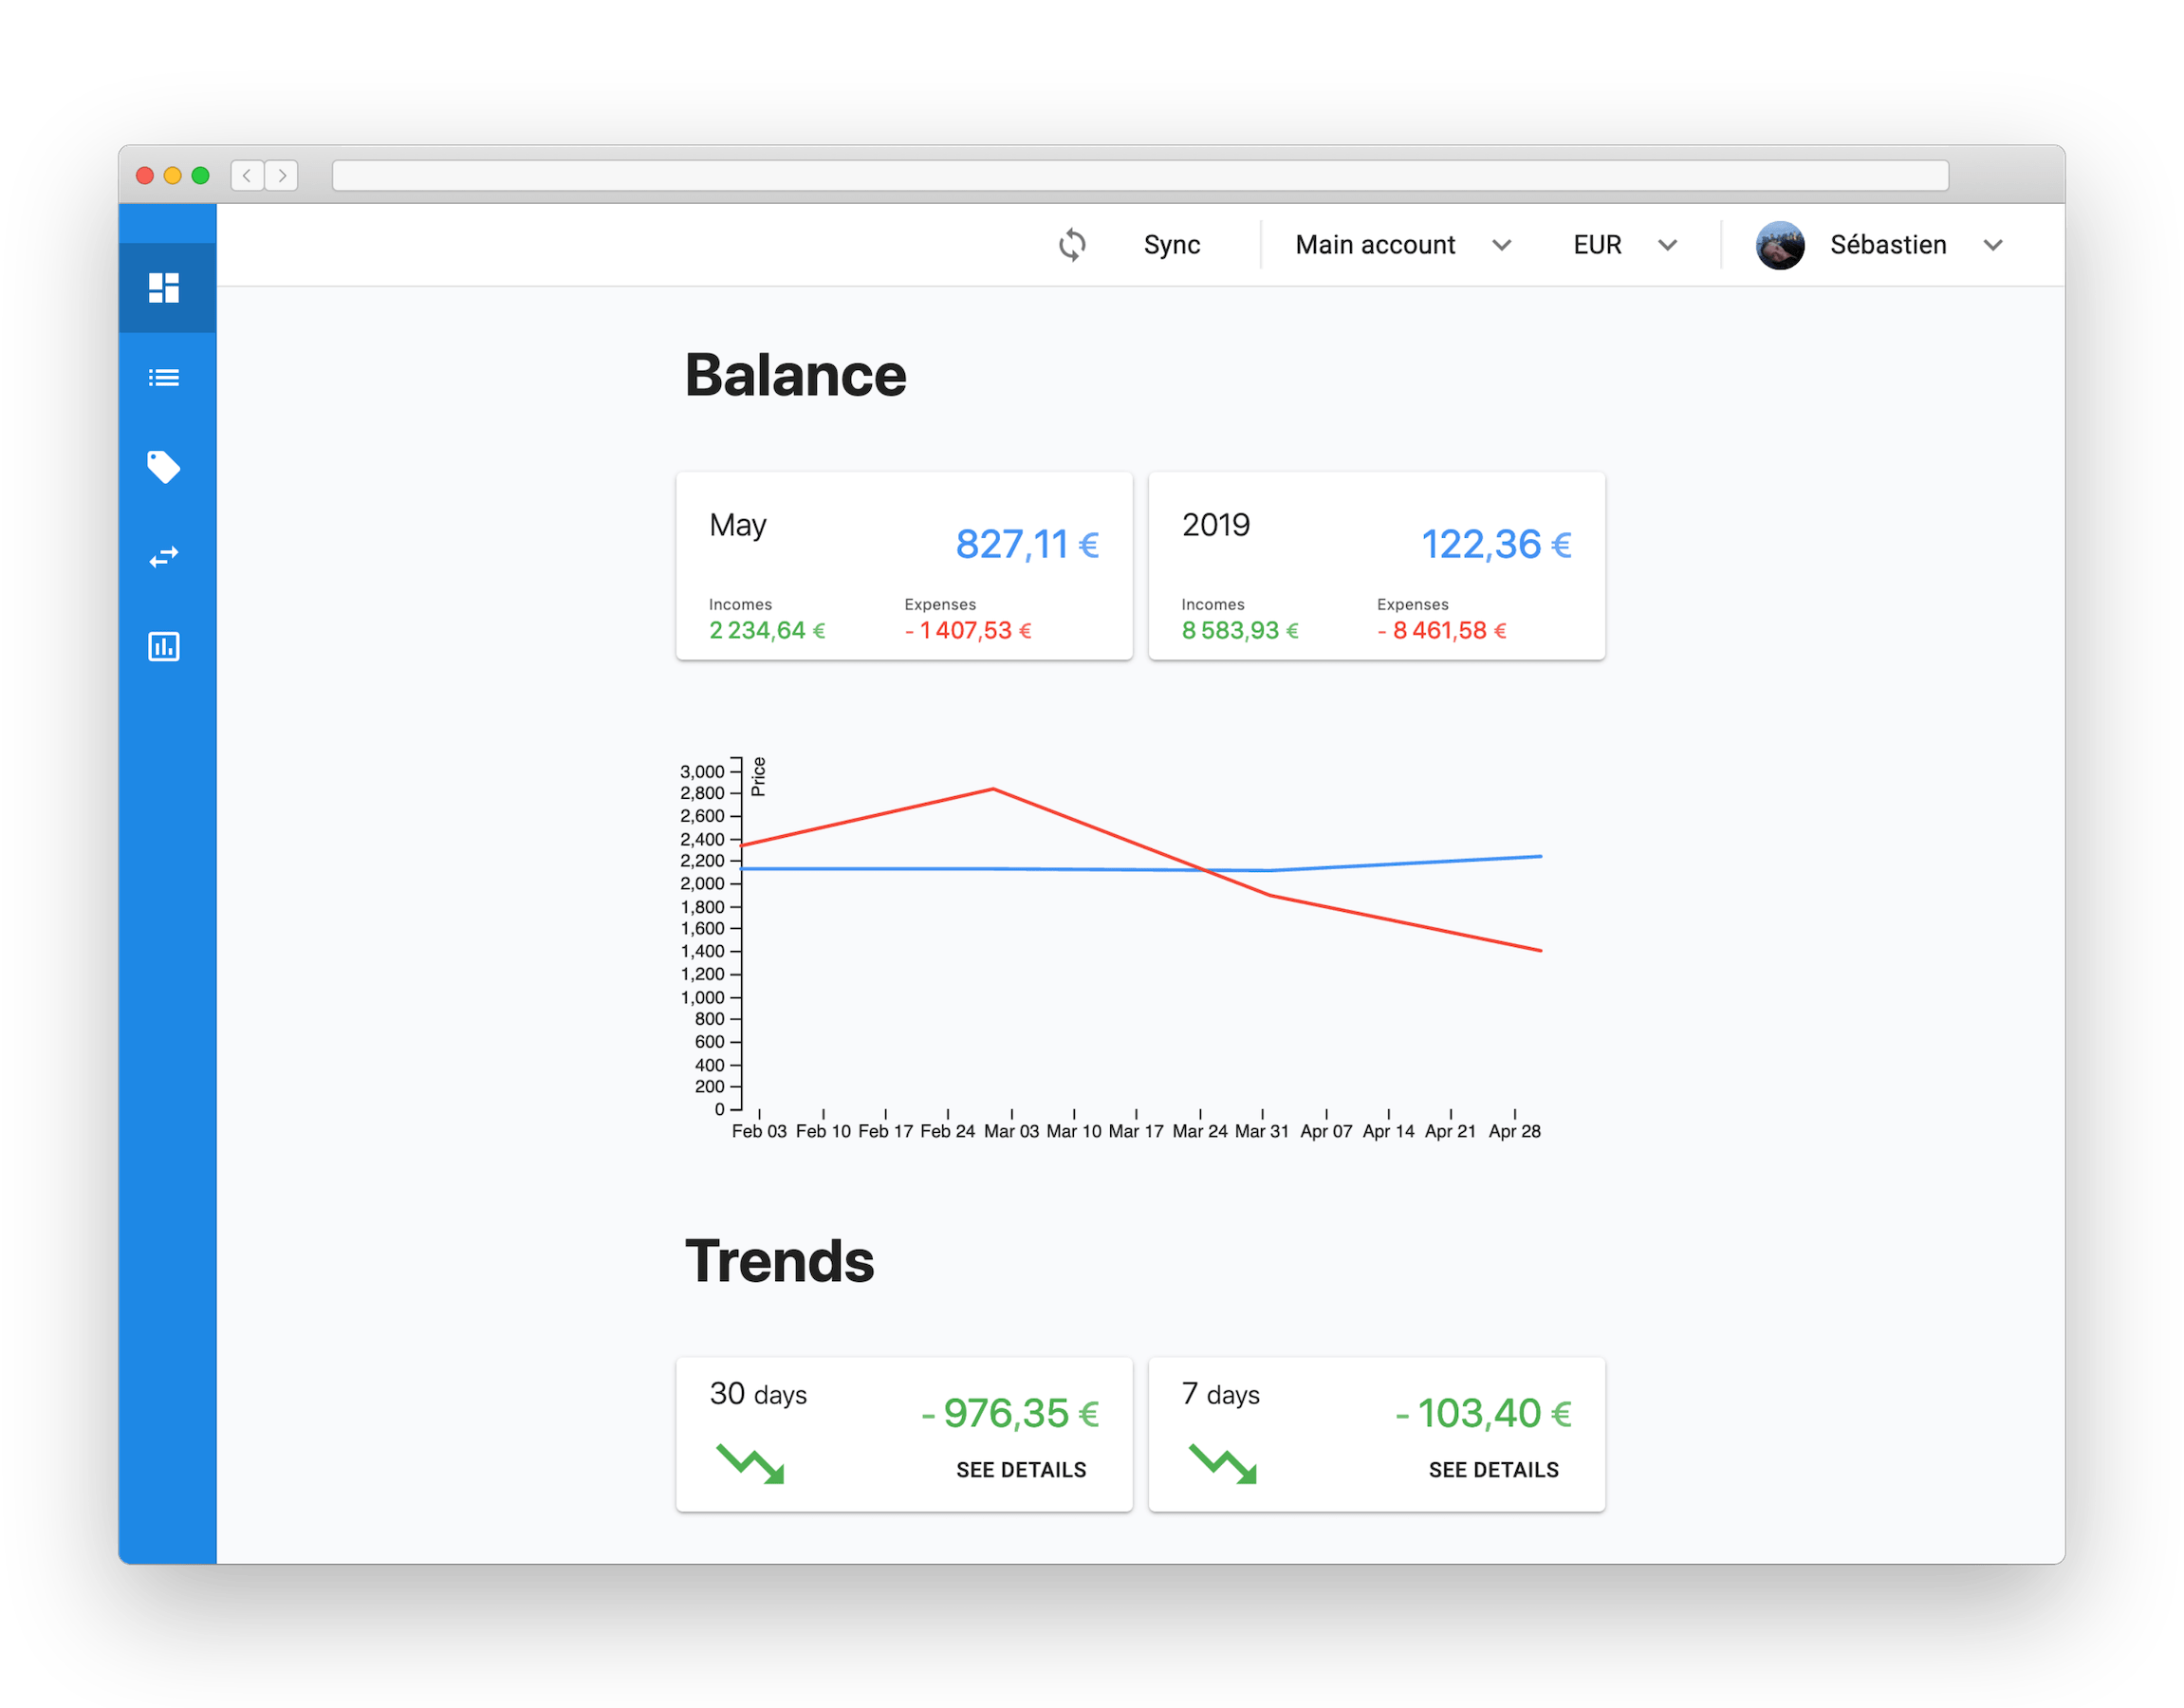 Sync Main account EUR Sébastien
Balance
May
827,11 €
Incomes Expenses
2 234,64 € - 1 407,53 €
2019
122,36 €
Incomes Expenses
8 583,93 € - 8 461,58 €
Price
3,000
2,800
2,600
2,400
2,200
2,000
1,800
1,600
1,400
1,200
1,000
800
600
400
200
0
Feb 03 Feb 10 Feb 17 Feb 24 Mar 03 Mar 10 Mar 17 Mar 24 Mar 31 Apr 07 Apr 14 Apr 21 Apr 28
Trends
30 days
- 976,35 €
SEE DETAILS
7 days
- 103,40 €
SEE DETAILS